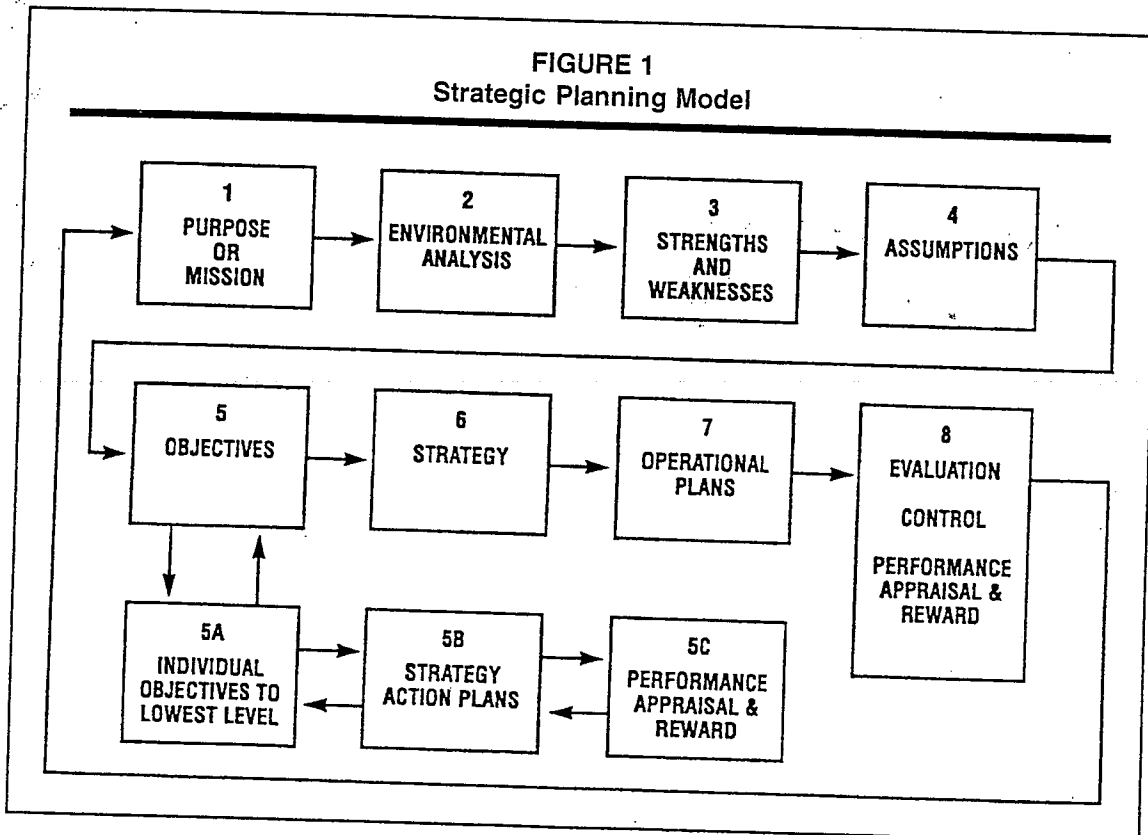 FIGURE 1
Strategic Planning Model
1
PURPOSE
OR
MISSION
2
ENVIRONMENTAL
ANALYSIS
3
STRENGTHS
AND
WEAKNESSES
4
ASSUMPTIONS
5
OBJECTIVES
6
STRATEGY
7
OPERATIONAL
PLANS
8
EVALUATION
CONTROL
PERFORMANCE
APPRAISAL &
REWARD
5A
INDIVIDUAL
OBJECTIVES TO
LOWEST LEVEL
5B
STRATEGY
ACTION PLANS
5C
PERFORMANCE
APPRAISAL &
REWARD